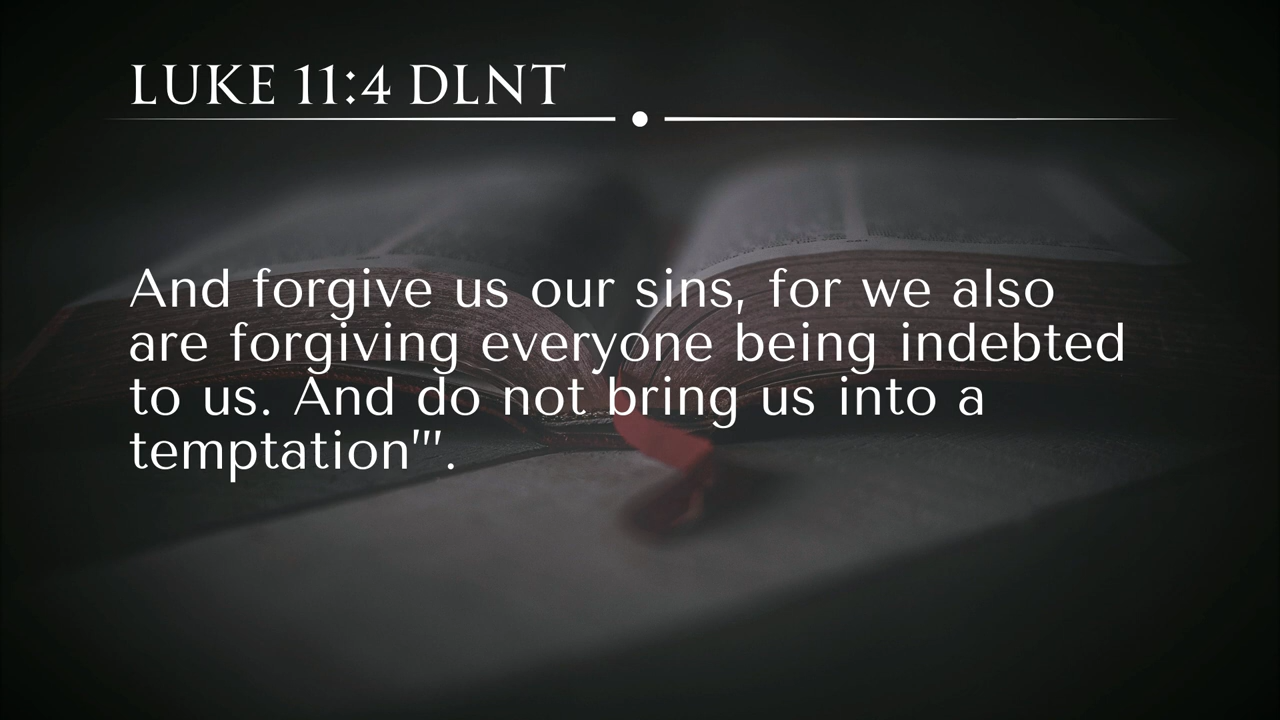 LUKE 11:4 DLNT
And forgive us our sins, for we also
are forgiving everyone being indebted
to us. And do not bring us into a
temptation"'.